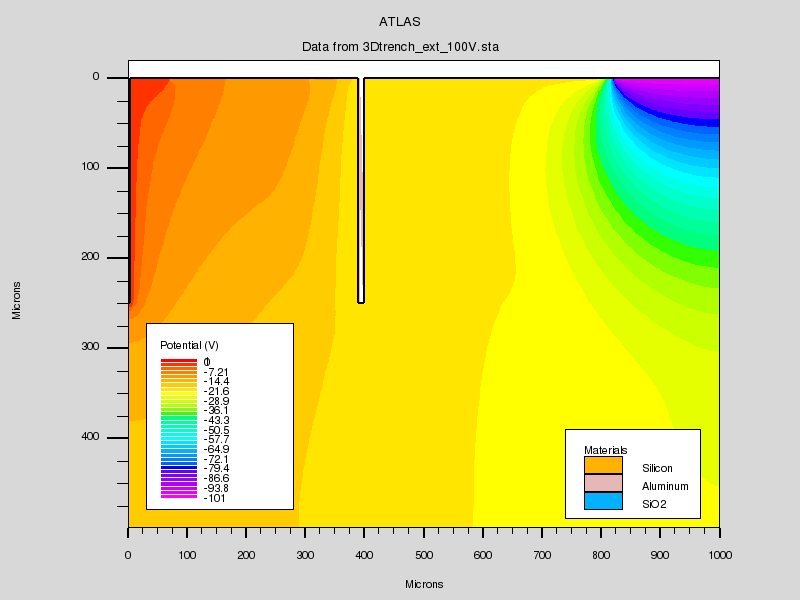 ATLAS
Data from 3Dtrench_ext_100V.sta
Microns
0
100
200
300
400
Potential (V)
-7.21
-14.4
-21.6
-28.9
-36.1
-43.3
-50.5
-57.7
-64.9
-72.1
-79.4
-86.6
-93.8
-101
Materials
Silicon
Aluminum
SiO2
0 100 200 300 400 500 600 700 800 900 1000
Microns